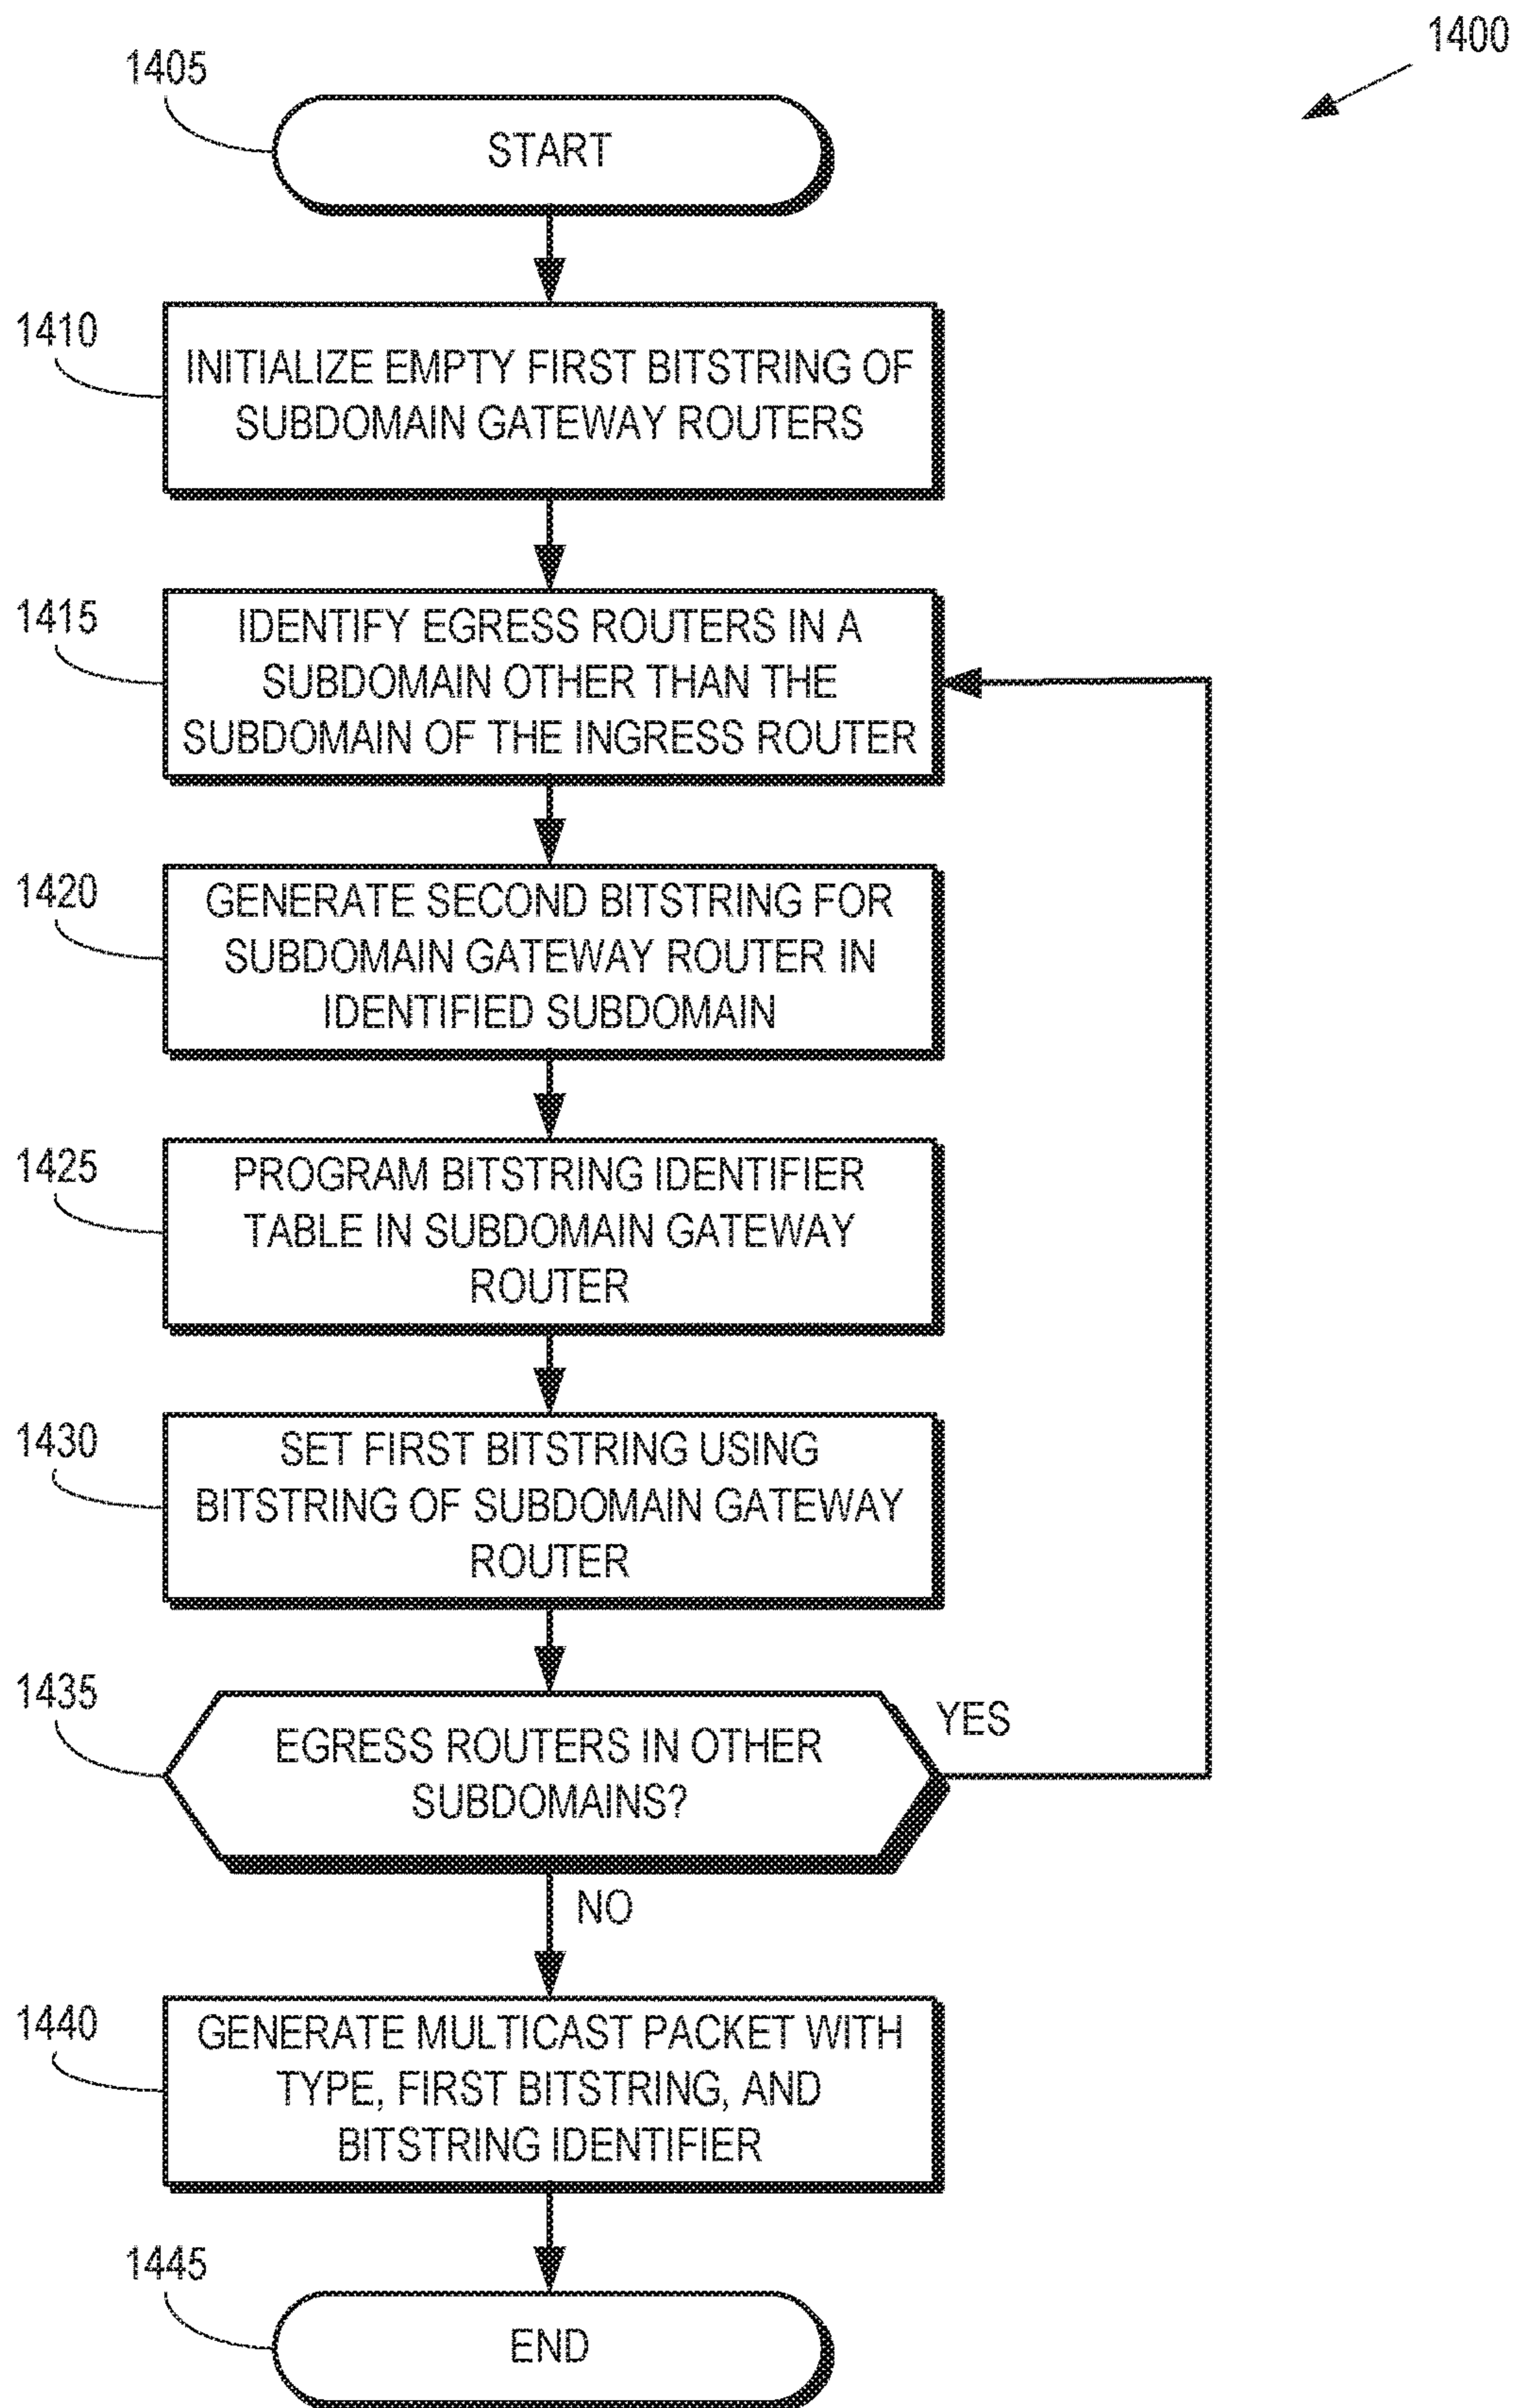 1400
1405
START
1410
INITIALIZE EMPTY FIRST BITSTRING OF
SUBDOMAIN GATEWAY ROUTERS
1415
IDENTIFY EGRESS ROUTERS IN A
SUBDOMAIN OTHER THAN THE
SUBDOMAIN OF THE INGRESS ROUTER
1420
GENERATE SECOND BITSTRING FOR
SUBDOMAIN GATEWAY ROUTER IN
IDENTIFIED SUBDOMAIN
1425
PROGRAM BITSTRING IDENTIFIER
TABLE IN SUBDOMAIN GATEWAY
ROUTER
1430
SET FIRST BITSTRING USING
BITSTRING OF SUBDOMAIN GATEWAY
ROUTER
1435
EGRESS ROUTERS IN OTHER
SUBDOMAINS?
YES
NO
1440
GENERATE MULTICAST PACKET WITH
TYPE, FIRST BITSTRING, AND
BITSTRING IDENTIFIER
1445
END